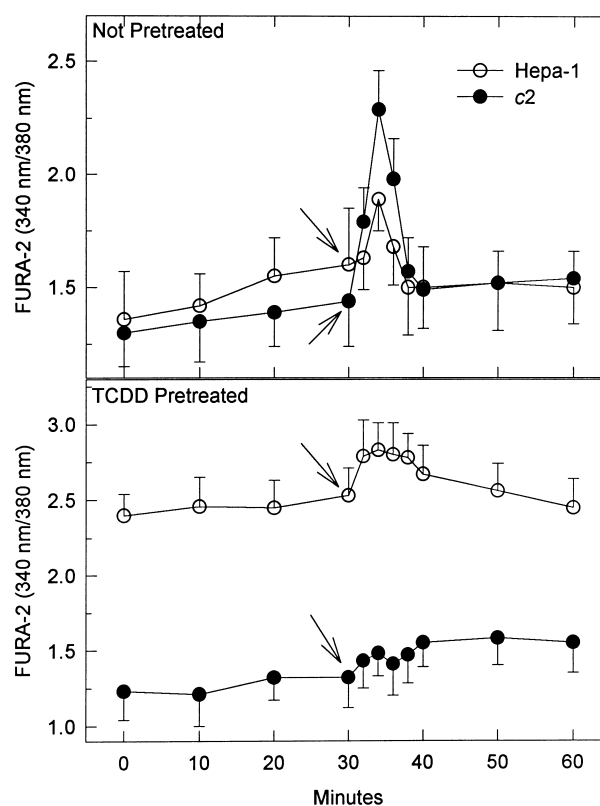 Not Pretreated
Hepa-1
c2
2.5
2.0
1.5
FURA-2 (340 nm/380 nm)
TCDD Pretreated
3.0
2.5
2.0
1.5
1.0
FURA-2 (340 nm/380 nm)
0 10 20 30 40 50 60
Minutes